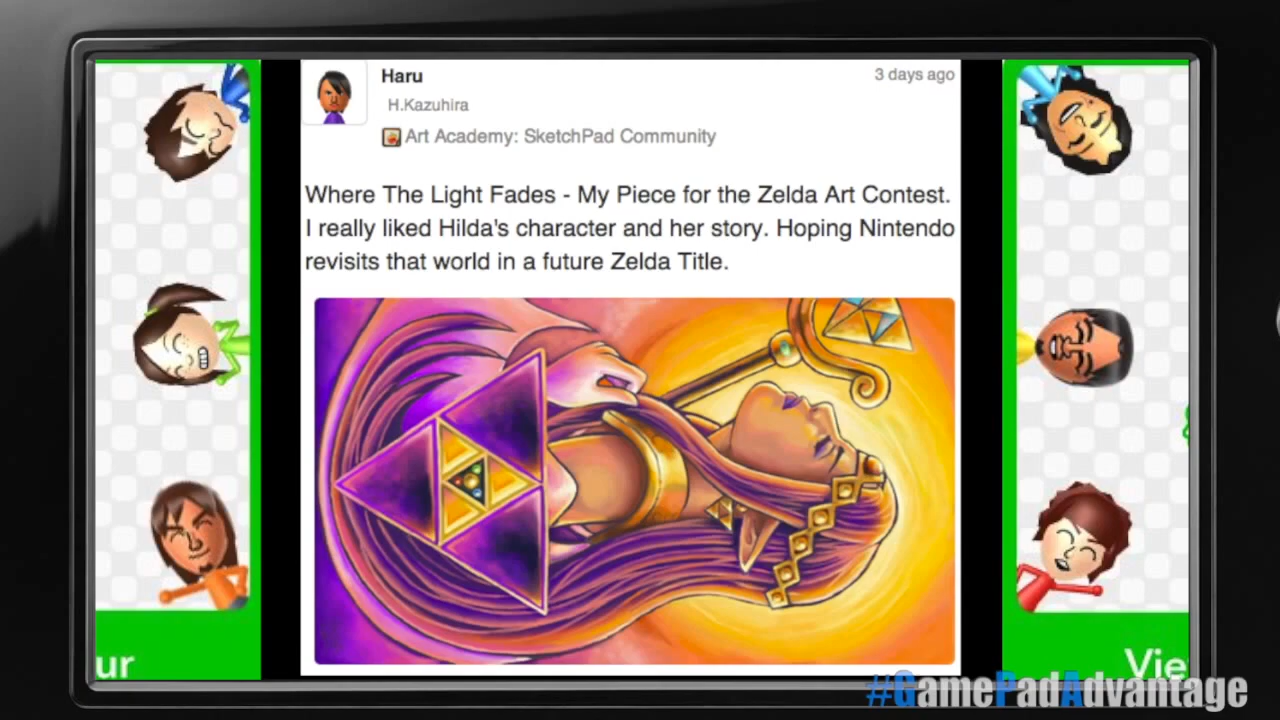 Haru
3 days ago
H.Kazuhira
Art Academy: SketchPad Community
Where The Light Fades - My Piece for the Zelda Art Contest.
I really liked Hilda's character and her story. Hoping Nintendo
revisits that world in a future Zelda Title.
ur
Vie
#GamePadAdvantage